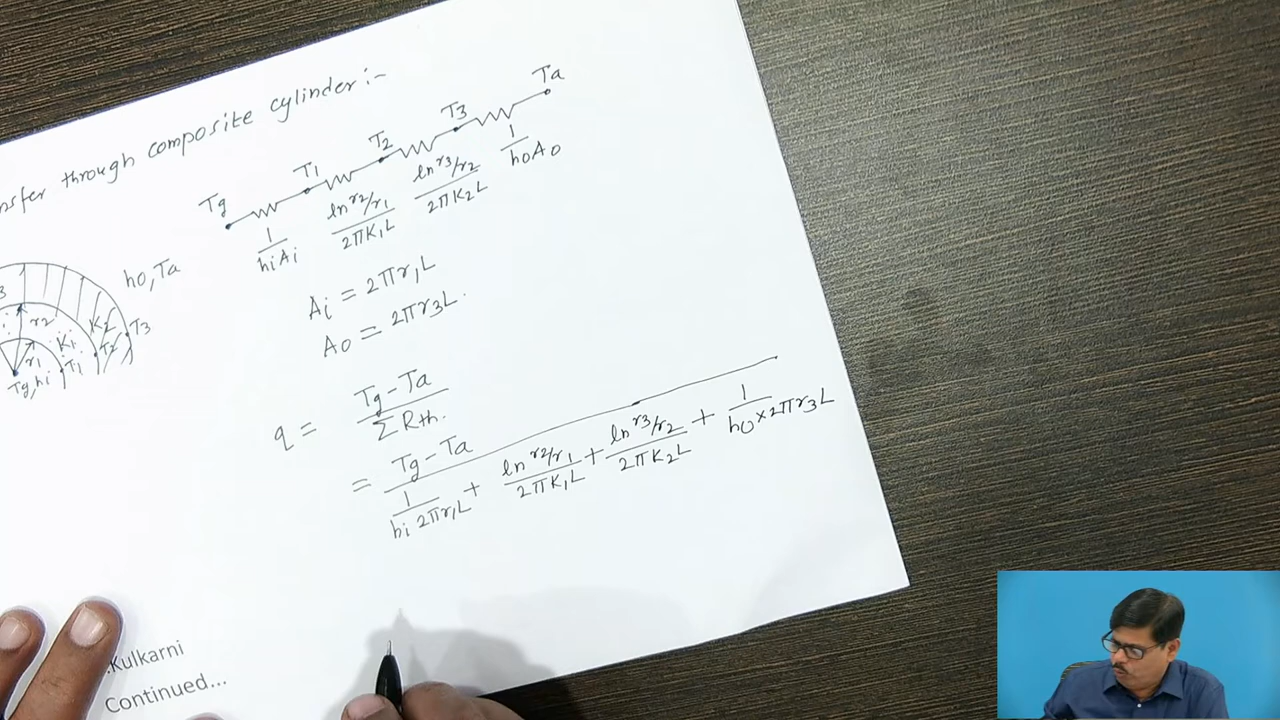 through composite cylinder:-
Tg T1 T2 T3 Ta
1/hiAi ln r2/r1/2πK1L ln r3/r2/2πK2L 1/hoAo
ho,Ta
r2 K2 T3
r1 K1 T1 T2
Tg,hi
Ai = 2πr1L
Ao = 2πr3L.
q = Tg-Ta/ΣRth.
= Tg-Ta/1/hi 2πr1L + ln r2/r1/2πK1L + ln r3/r2/2πK2L + 1/ho×2πr3L
Kulkarni
Continued...